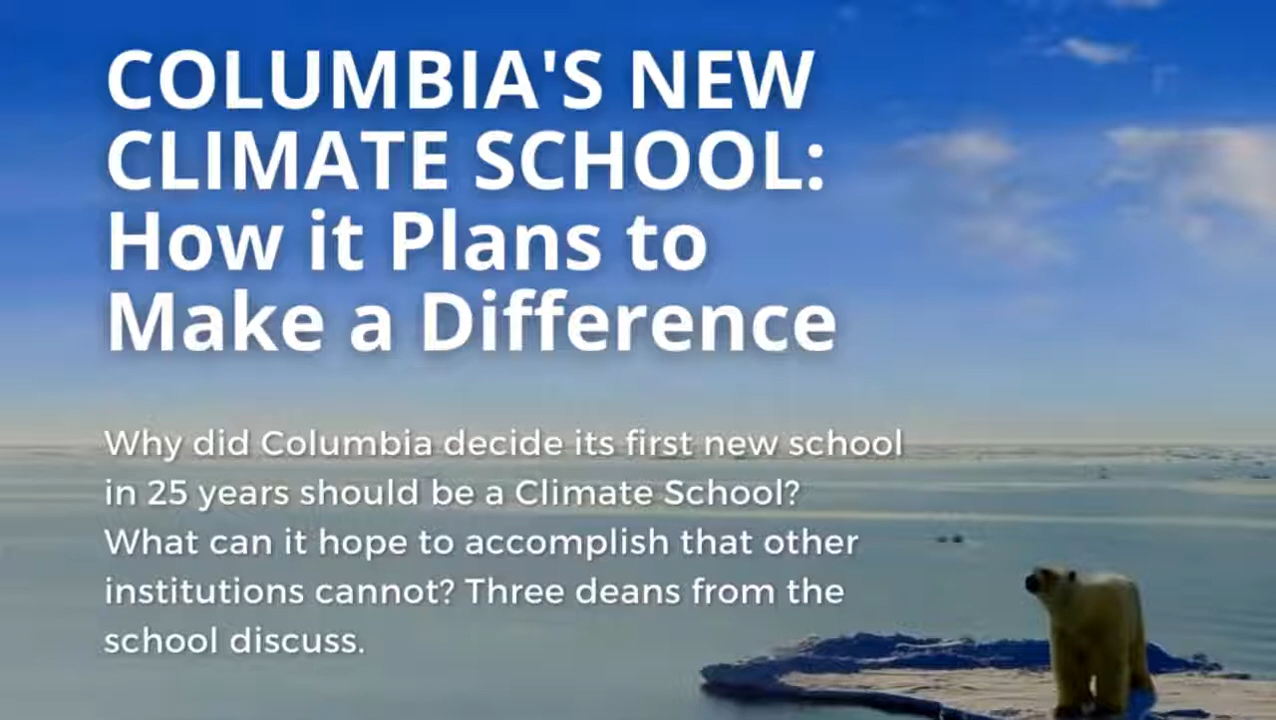 COLUMBIA'S NEW
CLIMATE SCHOOL:
How it Plans to
Make a Difference
Why did Columbia decide its first new school
in 25 years should be a Climate School?
What can it hope to accomplish that other
institutions cannot? Three deans from the
school discuss.